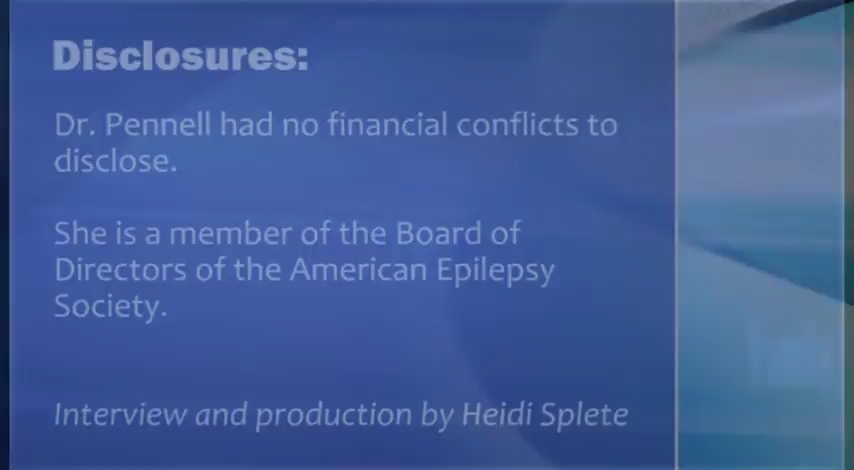 Disclosures:
Dr. Pennell had no financial conflicts to
disclose.
She is a member of the Board of
Directors of the American Epilepsy
Society.
Interview and production by Heidi Splete